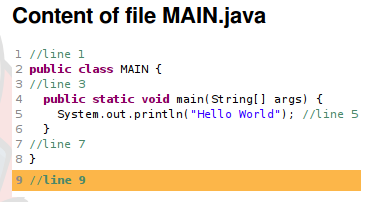 Content of file MAIN.java
1 //line 1
2 public class MAIN {
3 //line 3
4   public static void main(String[] args) {
5     System.out.println("Hello World"); //line 5
6   }
7 //line 7
8 }
9 //line 9